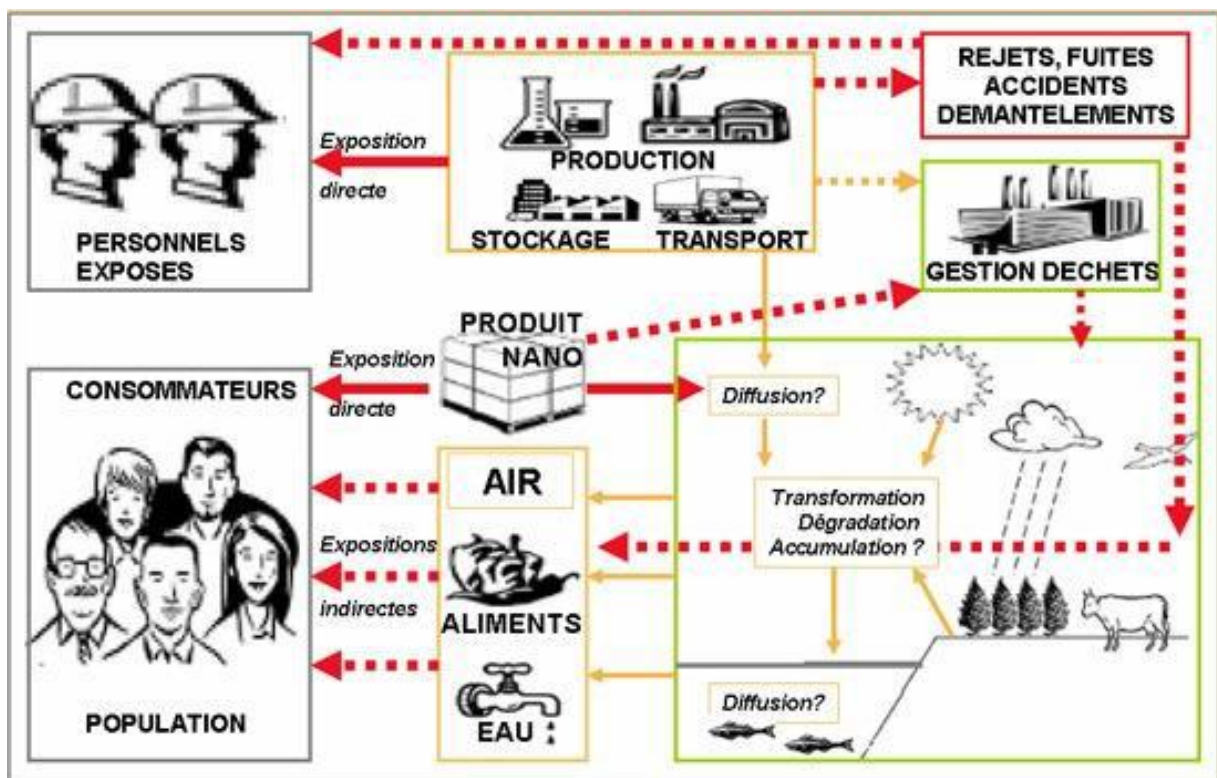 REJETS, FUITES
ACCIDENTS
DEMANTELEMENTS
Exposition
directe
PRODUCTION
STOCKAGE
TRANSPORT
PERSONNELS
EXPOSES
GESTION DECHETS
PRODUIT
NANO
Exposition
directe
CONSOMMATEURS
Diffusion?
AIR
Transformation
Dégradation
Accumulation ?
Expositions
indirectes
ALIMENTS
Diffusion?
EAU
POPULATION